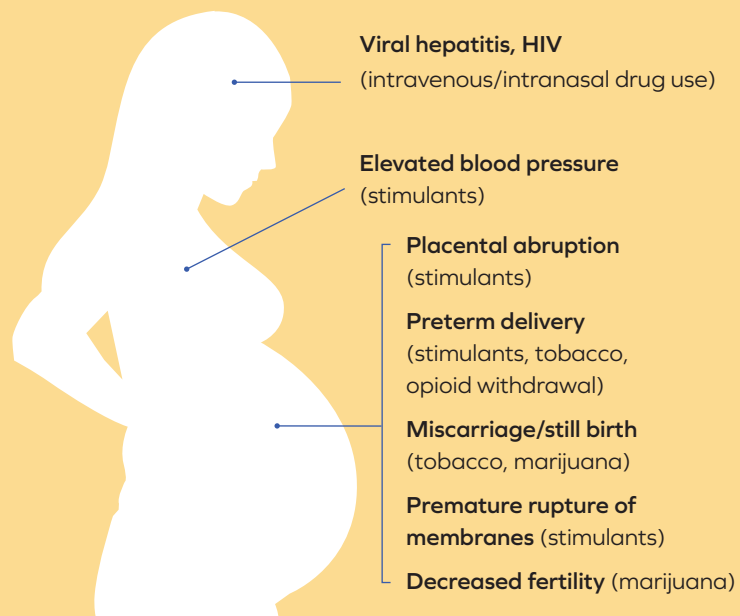 Viral hepatitis, HIV
(intravenous/intranasal drug use)
Elevated blood pressure
(stimulants)
Placental abruption
(stimulants)
Preterm delivery
(stimulants, tobacco,
opioid withdrawal)
Miscarriage/still birth
(tobacco, marijuana)
Premature rupture of
membranes (stimulants)
Decreased fertility (marijuana)